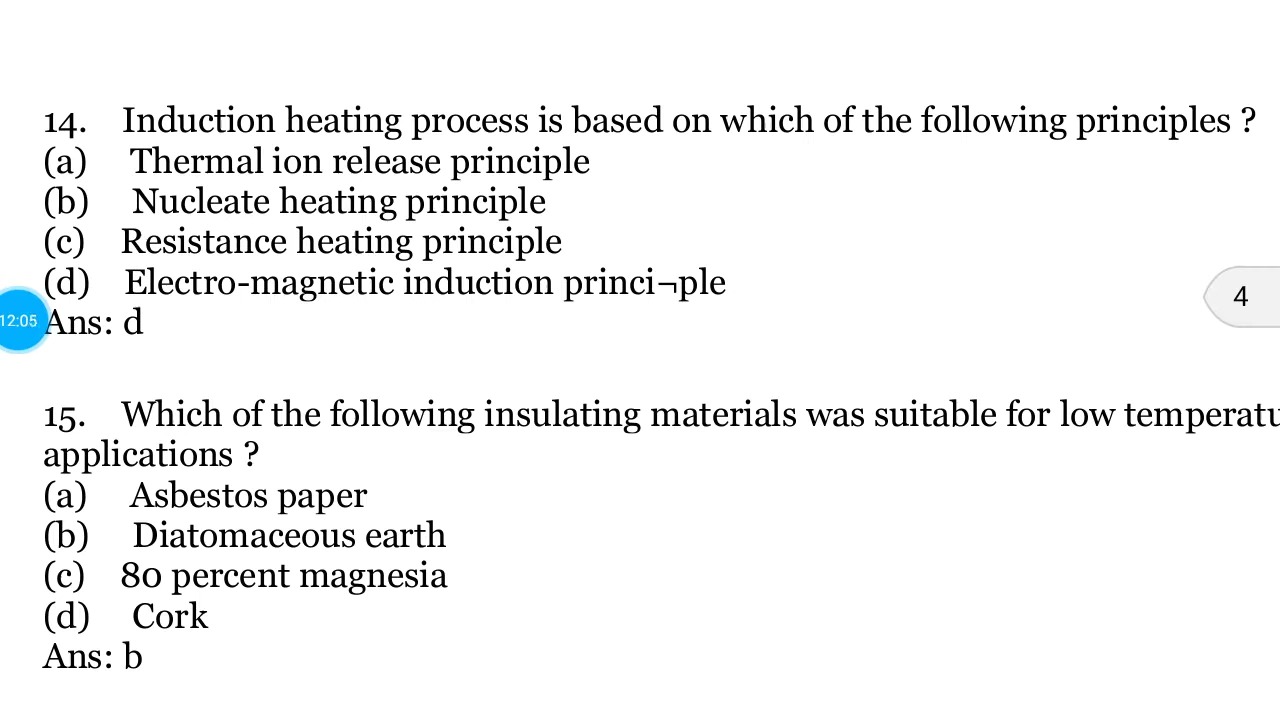 14. Induction heating process is based on which of the following principles ?
(a) Thermal ion release principle
(b) Nucleate heating principle
(c) Resistance heating principle
(d) Electro-magnetic induction princi¬ple
4
12:05
Ans: d
15. Which of the following insulating materials was suitable for low temperatu
applications ?
(a) Asbestos paper
(b) Diatomaceous earth
(c) 80 percent magnesia
(d) Cork
Ans: b